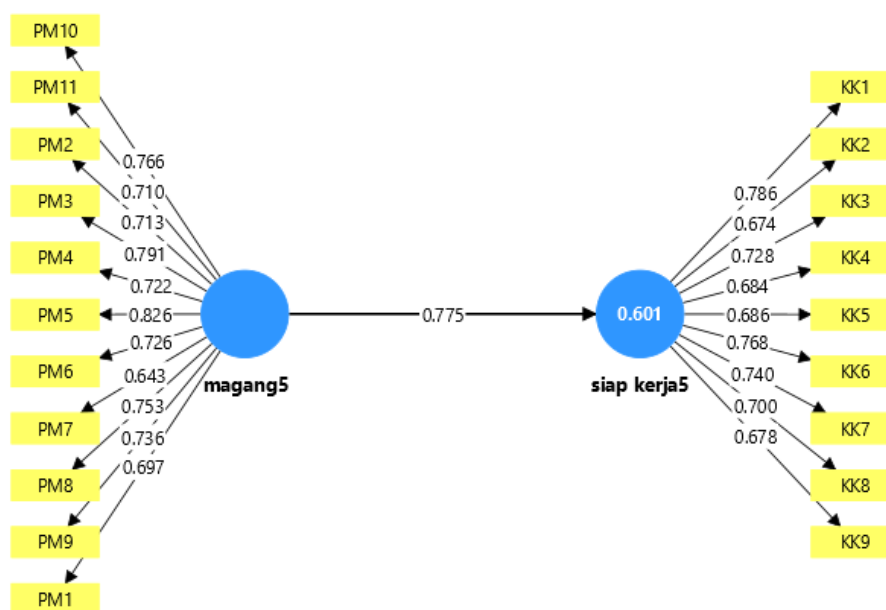 PM10
PM11
PM2
PM3
PM4
PM5
PM6
PM7
PM8
PM9
PM1
0.766
0.710
0.713
0.791
0.722
0.826
0.726
0.643
0.753
0.736
0.697
magang5
0.775
0.601
siap kerja5
0.786
0.674
0.728
0.684
0.686
0.768
0.740
0.700
0.678
KK1
KK2
KK3
KK4
KK5
KK6
KK7
KK8
KK9